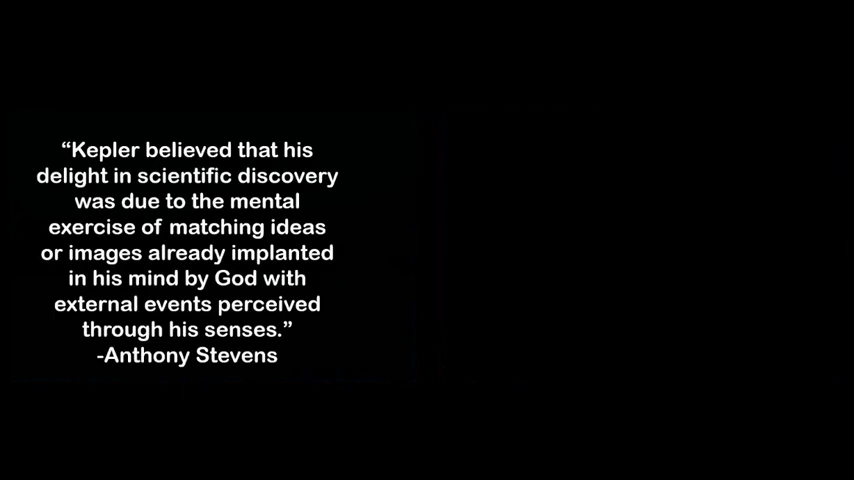 “Kepler believed that his
delight in scientific discovery
was due to the mental
exercise of matching ideas
or images already implanted
in his mind by God with
external events perceived
through his senses.”
-Anthony Stevens